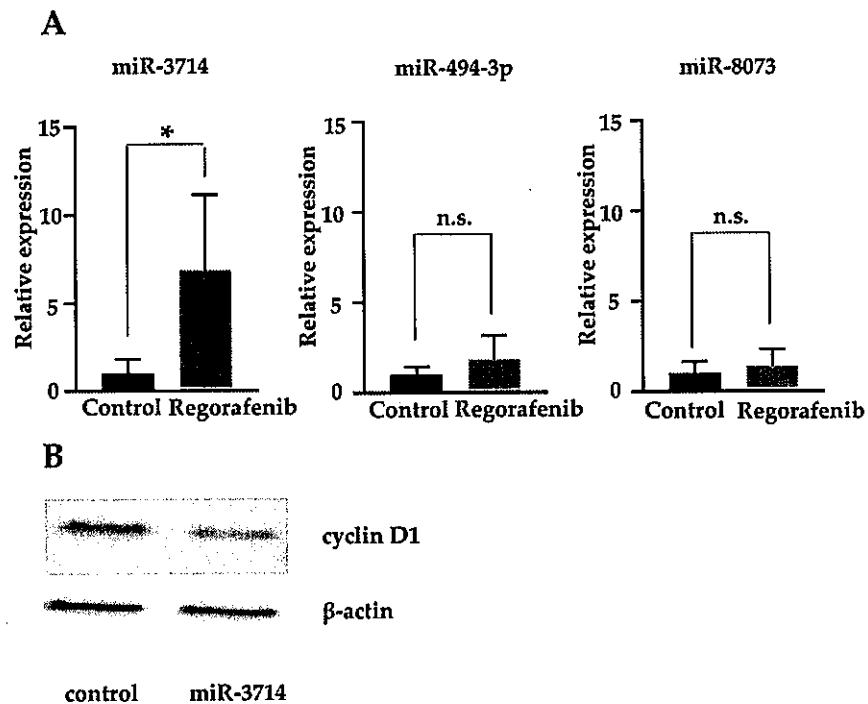 A
miR-3714
miR-494-3p
miR-8073
Relative expression
15
10
5
0
*
Control Regorafenib
Relative expression
15
10
5
0
n.s.
Control Regorafenib
Relative expression
15
10
5
0
n.s.
Control Regorafenib
B
cyclin D1
β-actin
control
miR-3714